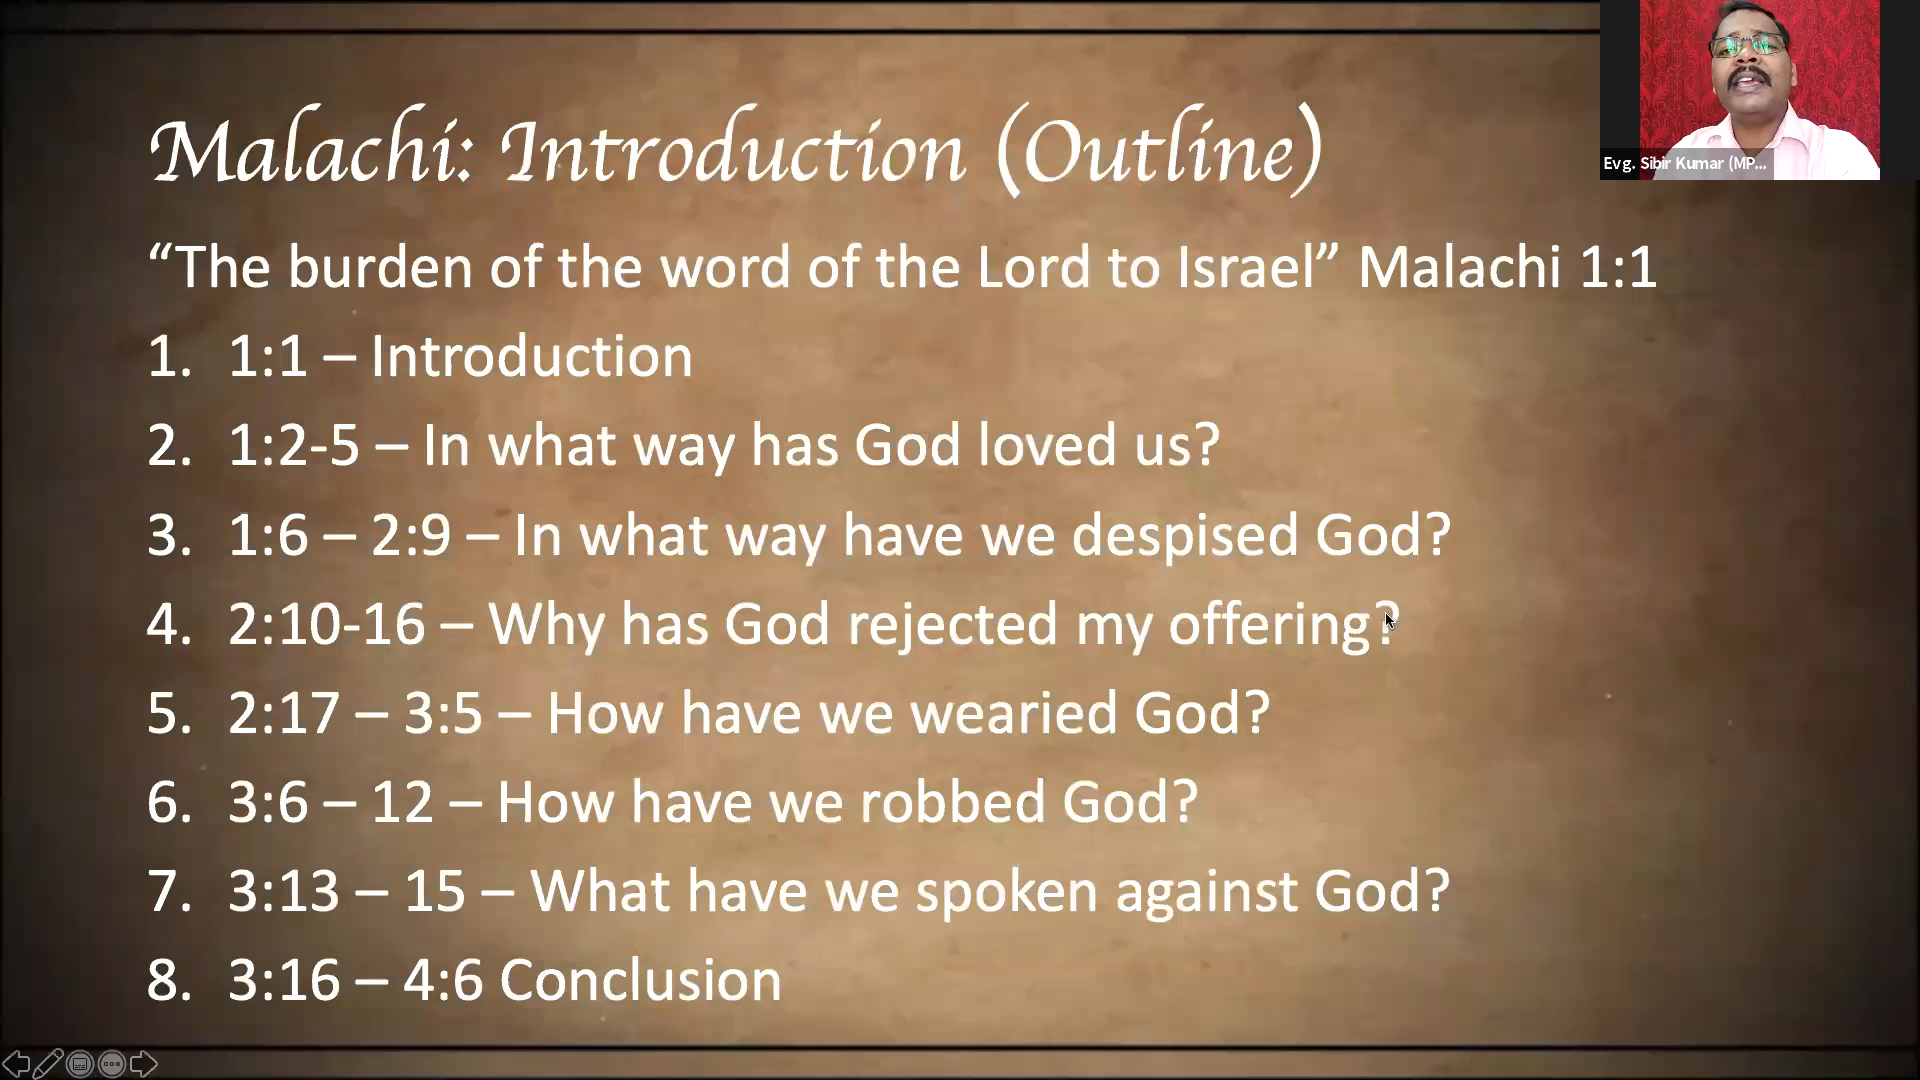 Malachi: Introduction (Outline)
“The burden of the word of the Lord to Israel” Malachi 1:1
1. 1:1 – Introduction
2. 1:2-5 – In what way has God loved us?
3. 1:6 – 2:9 – In what way have we despised God?
4. 2:10-16 – Why has God rejected my offering?
5. 2:17 – 3:5 – How have we wearied God?
6. 3:6 – 12 – How have we robbed God?
7. 3:13 – 15 – What have we spoken against God?
8. 3:16 – 4:6 Conclusion
Evg. Sibir Kumar (MP...